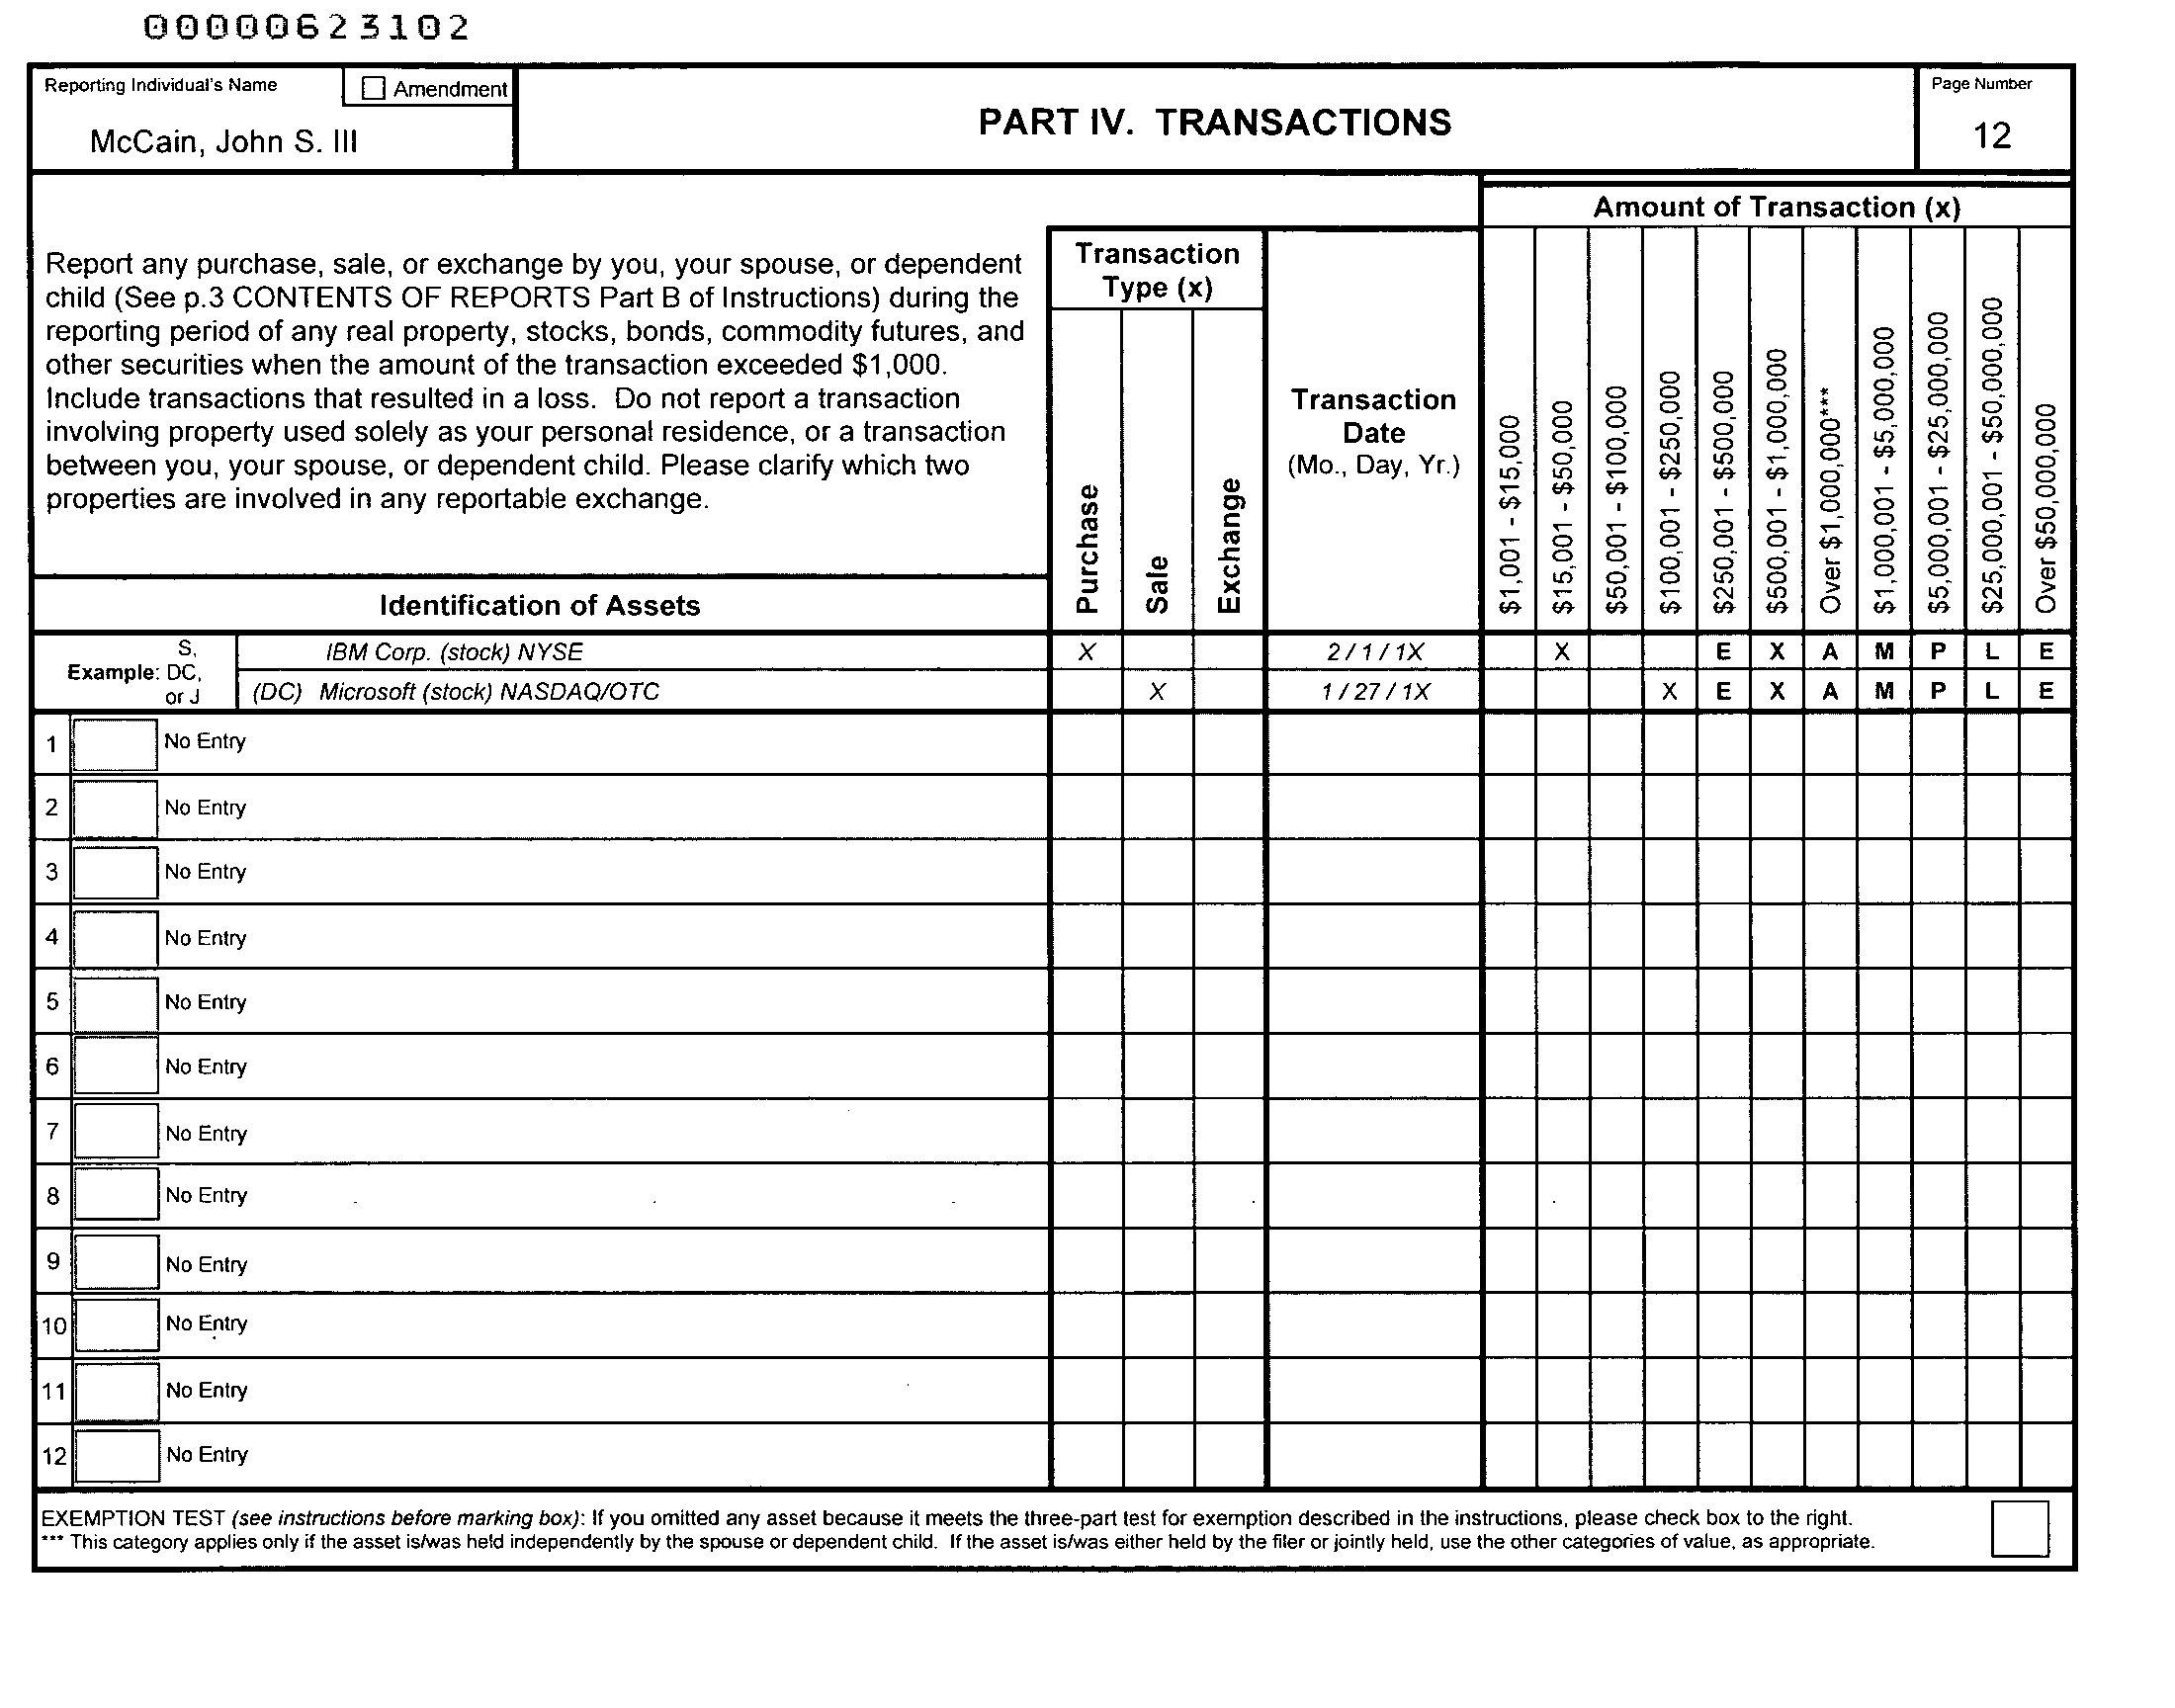 00000623102
Reporting Individual's Name
Amendment
McCain, John S. III
PART IV. TRANSACTIONS
Page Number
12
Report any purchase, sale, or exchange by you, your spouse, or dependent
child (See p.3 CONTENTS OF REPORTS Part B of Instructions) during the
reporting period of any real property, stocks, bonds, commodity futures, and
other securities when the amount of the transaction exceeded $1,000.
Include transactions that resulted in a loss. Do not report a transaction
involving property used solely as your personal residence, or a transaction
between you, your spouse, or dependent child. Please clarify which two
properties are involved in any reportable exchange.
Identification of Assets
Transaction
Type (x)
Purchase
Sale
Exchange
Transaction
Date
(Mo., Day, Yr.)
Amount of Transaction (x)
$1,001 - $15,000
$15,001 - $50,000
$50,001 - $100,000
$100,001 - $250,000
$250,001 - $500,000
$500,001 - $1,000,000
Over $1,000,000***
$1,000,001 - $5,000,000
$5,000,001 - $25,000,000
$25,000,001 - $50,000,000
Over $50,000,000
Example:
S,
DC,
or J
IBM Corp. (stock) NYSE X 2 / 1 / 1X X E X A M P L E
(DC) Microsoft (stock) NASDAQ/OTC X 1 / 27 / 1X X E X A M P L E
1 No Entry
2 No Entry
3 No Entry
4 No Entry
5 No Entry
6 No Entry
7 No Entry
8 No Entry
9 No Entry
10 No Entry
11 No Entry
12 No Entry
EXEMPTION TEST (see instructions before marking box): If you omitted any asset because it meets the three-part test for exemption described in the instructions, please check box to the right.
*** This category applies only if the asset is/was held independently by the spouse or dependent child. If the asset is/was either held by the filer or jointly held, use the other categories of value, as appropriate.